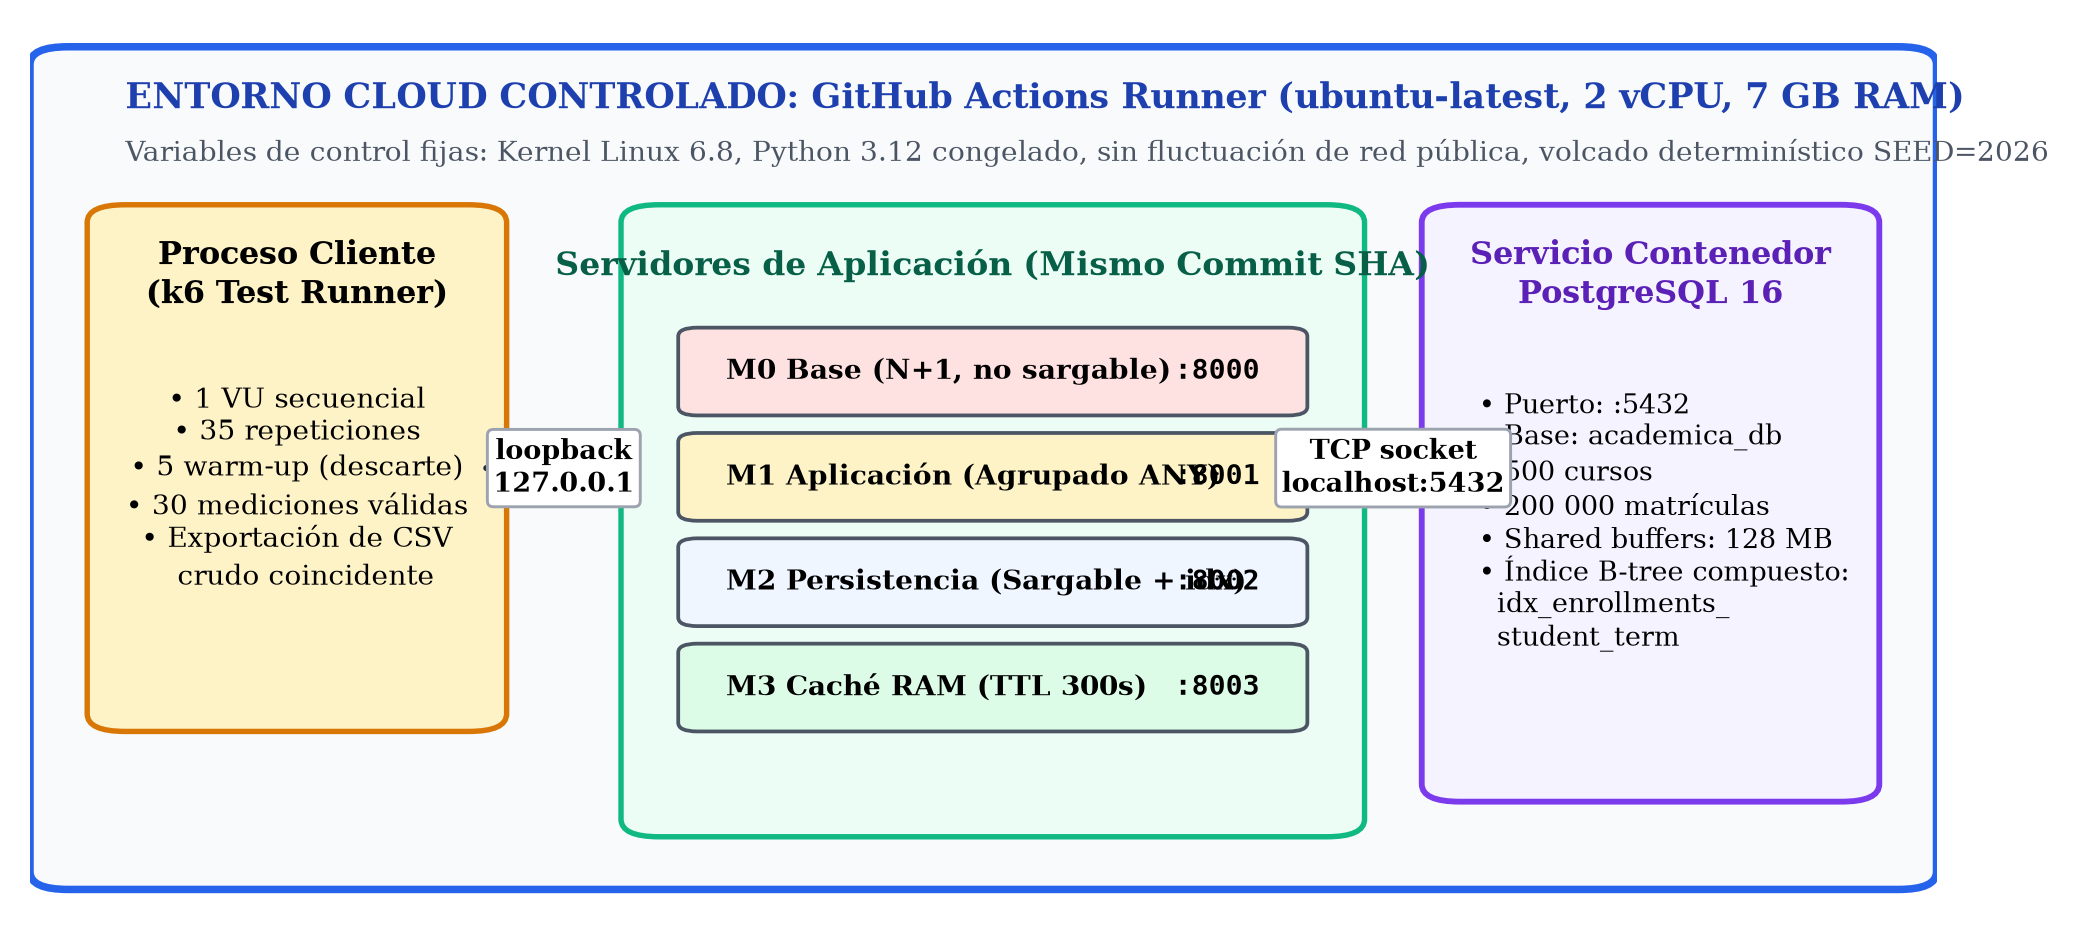 ENTORNO CLOUD CONTROLADO: GitHub Actions Runner (ubuntu-latest, 2 vCPU, 7 GB RAM)
Variables de control fijas: Kernel Linux 6.8, Python 3.12 congelado, sin fluctuación de red pública, volcado determinístico SEED=2026
Proceso Cliente
(k6 Test Runner)
• 1 VU secuencial
• 35 repeticiones
• 5 warm-up (descarte)
• 30 mediciones válidas
• Exportación de CSV
crudo coincidente
loopback
127.0.0.1
Servidores de Aplicación (Mismo Commit SHA)
M0 Base (N+1, no sargable) :8000
M1 Aplicación (Agrupado ANY) :8001
M2 Persistencia (Sargable + idx) :8002
M3 Caché RAM (TTL 300s) :8003
TCP socket
localhost:5432
Servicio Contenedor
PostgreSQL 16
• Puerto: :5432
Base: academica_db
500 cursos
• 200 000 matrículas
• Shared buffers: 128 MB
• Índice B-tree compuesto:
idx_enrollments_
student_term